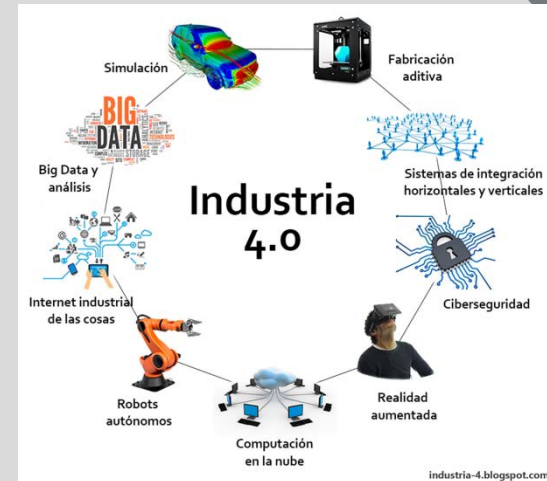 Simulación
Fabricación
aditiva
BIG
DATA
Big Data y
análisis
Sistemas de integración
horizontales y verticales
Industria
4.0
Internet industrial
de las cosas
Ciberseguridad
Robots
autónomos
Realidad
aumentada
Computación
en la nube
industria-4.blogspot.com